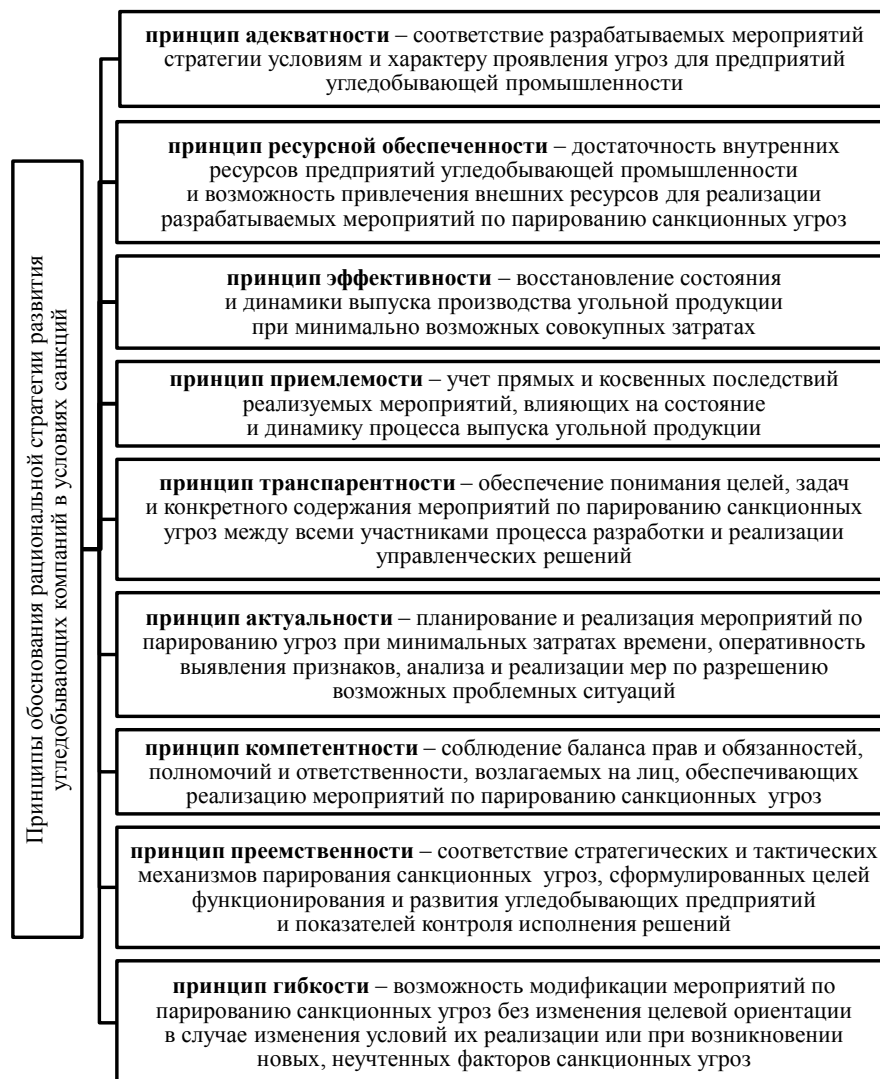 Принципы обоснования рациональной стратегии развития
угледобывающих компаний в условиях санкций
принцип адекватности – соответствие разрабатываемых мероприятий
стратегии условиям и характеру проявления угроз для предприятий
угледобывающей промышленности
принцип ресурсной обеспеченности – достаточность внутренних
ресурсов предприятий угледобывающей промышленности
и возможность привлечения внешних ресурсов для реализации
разрабатываемых мероприятий по парированию санкционных угроз
принцип эффективности – восстановление состояния
и динамики выпуска производства угольной продукции
при минимально возможных совокупных затратах
принцип приемлемости – учет прямых и косвенных последствий
реализуемых мероприятий, влияющих на состояние
и динамику процесса выпуска угольной продукции
принцип транспарентности – обеспечение понимания целей, задач
и конкретного содержания мероприятий по парированию санкционных
угроз между всеми участниками процесса разработки и реализации
управленческих решений
принцип актуальности – планирование и реализация мероприятий по
парированию угроз при минимальных затратах времени, оперативность
выявления признаков, анализа и реализации мер по разрешению
возможных проблемных ситуаций
принцип компетентности – соблюдение баланса прав и обязанностей,
полномочий и ответственности, возлагаемых на лиц, обеспечивающих
реализацию мероприятий по парированию санкционных угроз
принцип преемственности – соответствие стратегических и тактических
механизмов парирования санкционных угроз, сформулированных целей
функционирования и развития угледобывающих предприятий
и показателей контроля исполнения решений
принцип гибкости – возможность модификации мероприятий по
парированию санкционных угроз без изменения целевой ориентации
в случае изменения условий их реализации или при возникновении
новых, неучтенных факторов санкционных угроз